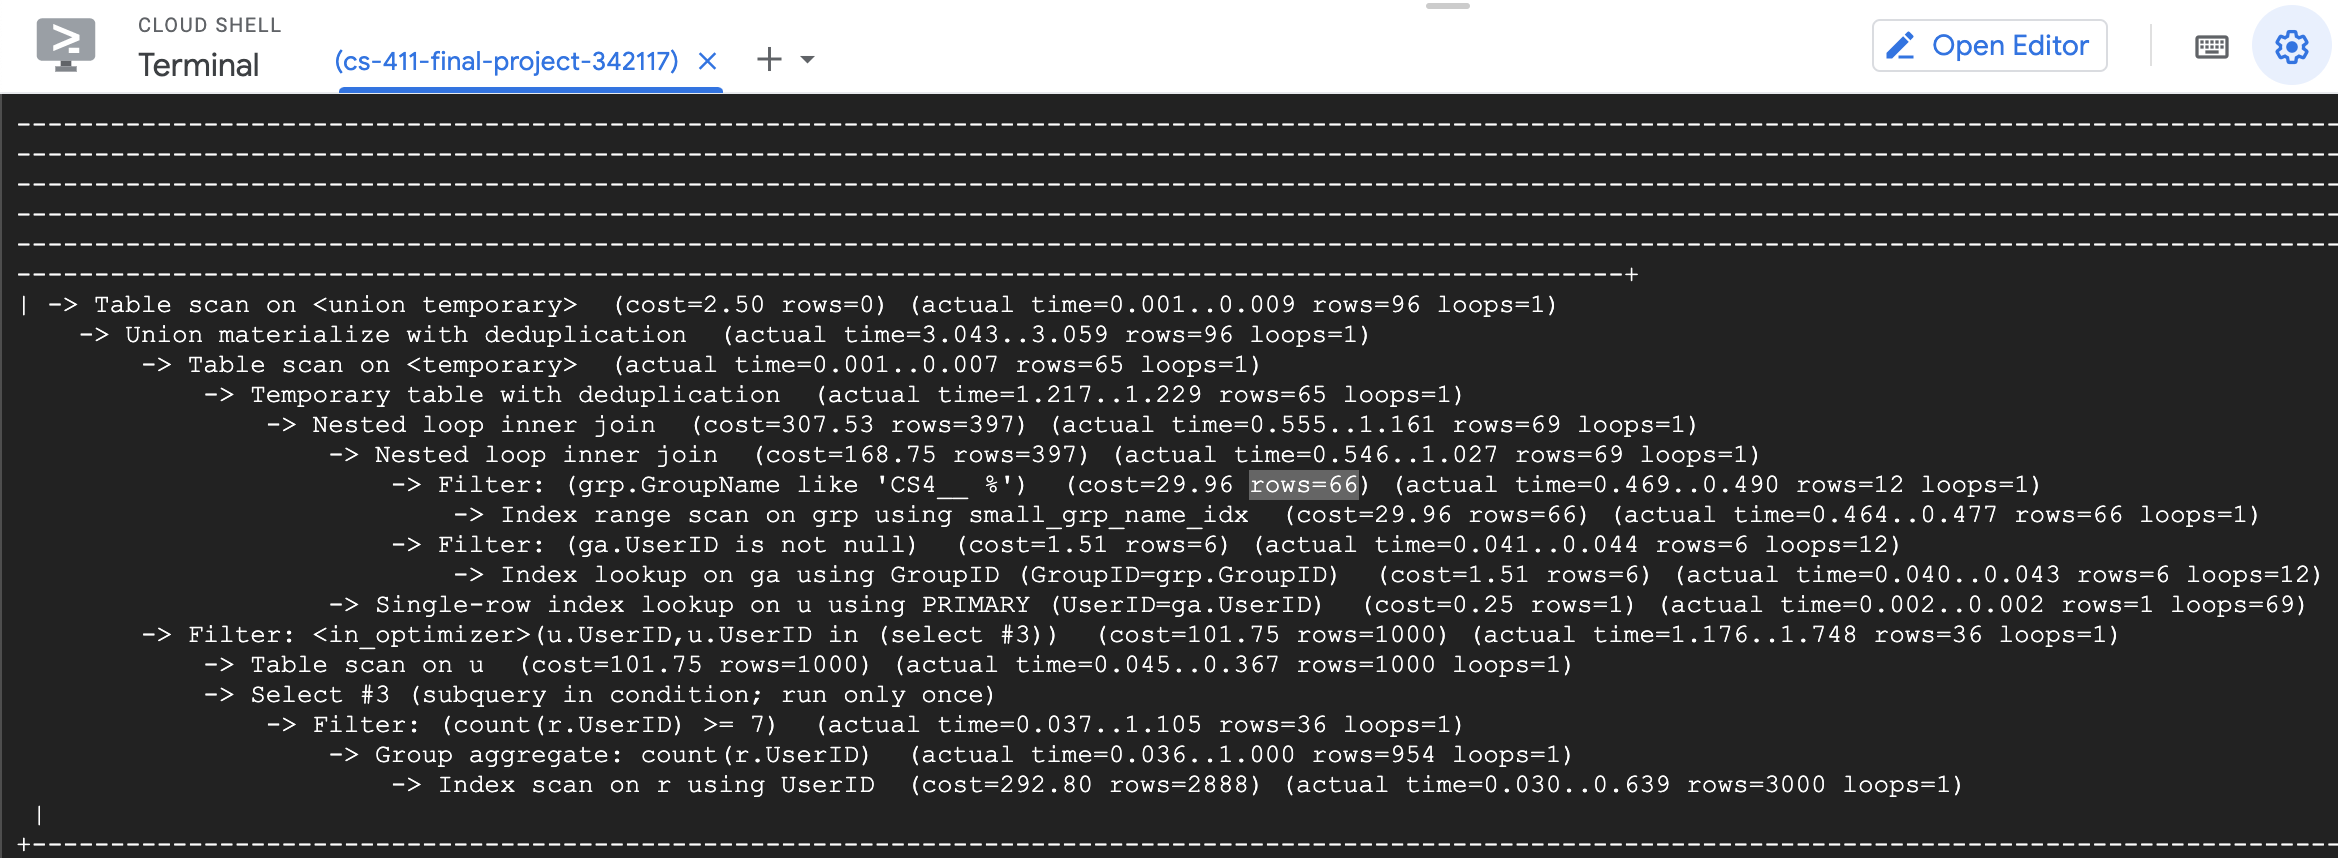 CLOUD SHELL
Terminal
(cs-411-final-project-342117)
Open Editor
--------------------------------------------------------------------------------------------------------------------------------------------------
--------------------------------------------------------------------------------------------------------------------------------------------------
--------------------------------------------------------------------------------------------------------------------------------------------------
--------------------------------------------------------------------------------------------------------------------------------------------------
--------------------------------------------------------------------------------------------------------------------------------------------------
-------------------------------------------------------------------------------------------------------+
| -> Table scan on <union temporary>  (cost=2.50 rows=0) (actual time=0.001..0.009 rows=96 loops=1)
    -> Union materialize with deduplication  (actual time=3.043..3.059 rows=96 loops=1)
        -> Table scan on <temporary>  (actual time=0.001..0.007 rows=65 loops=1)
            -> Temporary table with deduplication  (actual time=1.217..1.229 rows=65 loops=1)
                -> Nested loop inner join  (cost=307.53 rows=397) (actual time=0.555..1.161 rows=69 loops=1)
                    -> Nested loop inner join  (cost=168.75 rows=397) (actual time=0.546..1.027 rows=69 loops=1)
                        -> Filter: (grp.GroupName like 'CS4__ %')  (cost=29.96 rows=66) (actual time=0.469..0.490 rows=12 loops=1)
                            -> Index range scan on grp using small_grp_name_idx  (cost=29.96 rows=66) (actual time=0.464..0.477 rows=66 loops=1)
                        -> Filter: (ga.UserID is not null)  (cost=1.51 rows=6) (actual time=0.041..0.044 rows=6 loops=12)
                            -> Index lookup on ga using GroupID (GroupID=grp.GroupID)  (cost=1.51 rows=6) (actual time=0.040..0.043 rows=6 loops=12)
                    -> Single-row index lookup on u using PRIMARY (UserID=ga.UserID)  (cost=0.25 rows=1) (actual time=0.002..0.002 rows=1 loops=69)
        -> Filter: <in_optimizer>(u.UserID,u.UserID in (select #3))  (cost=101.75 rows=1000) (actual time=1.176..1.748 rows=36 loops=1)
            -> Table scan on u  (cost=101.75 rows=1000) (actual time=0.045..0.367 rows=1000 loops=1)
            -> Select #3 (subquery in condition; run only once)
                -> Filter: (count(r.UserID) >= 7)  (actual time=0.037..1.105 rows=36 loops=1)
                    -> Group aggregate: count(r.UserID)  (actual time=0.036..1.000 rows=954 loops=1)
                        -> Index scan on r using UserID  (cost=292.80 rows=2888) (actual time=0.030..0.639 rows=3000 loops=1)
 |
+-------------------------------------------------------------------------------------------------------------------------------------------------